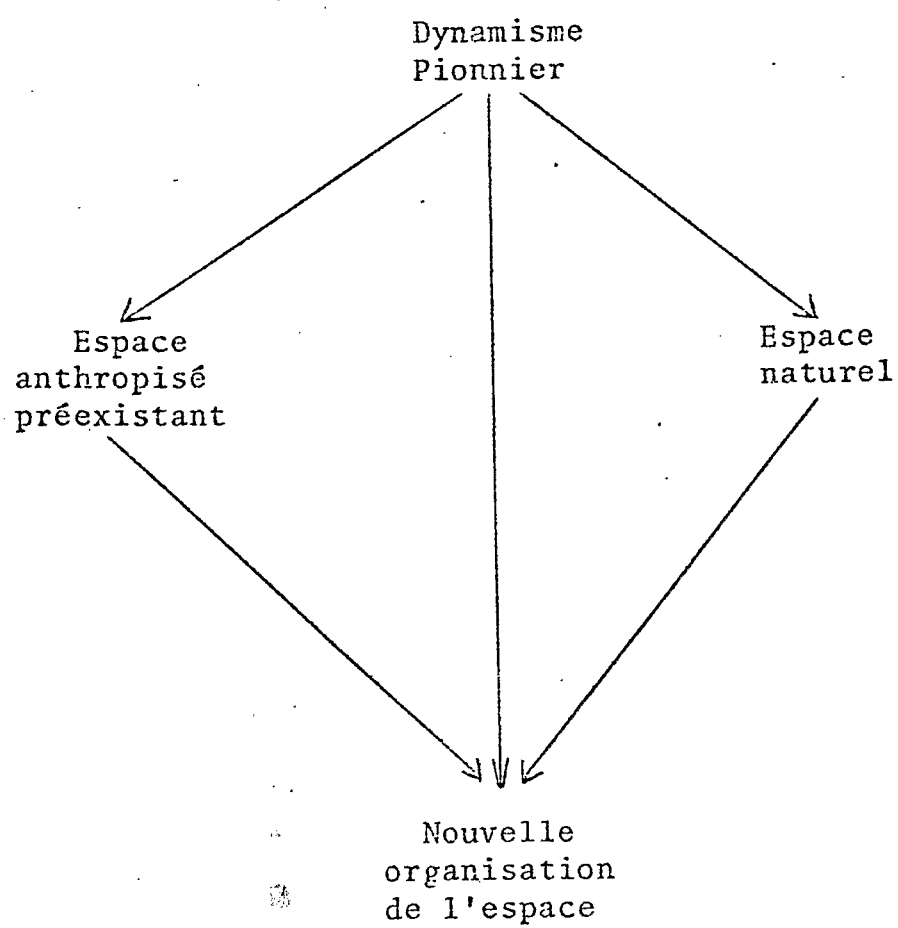 Dynamisme
Pionnier
Espace
anthropisé
préexistant
Espace
naturel
Nouvelle
organisation
de l'espace